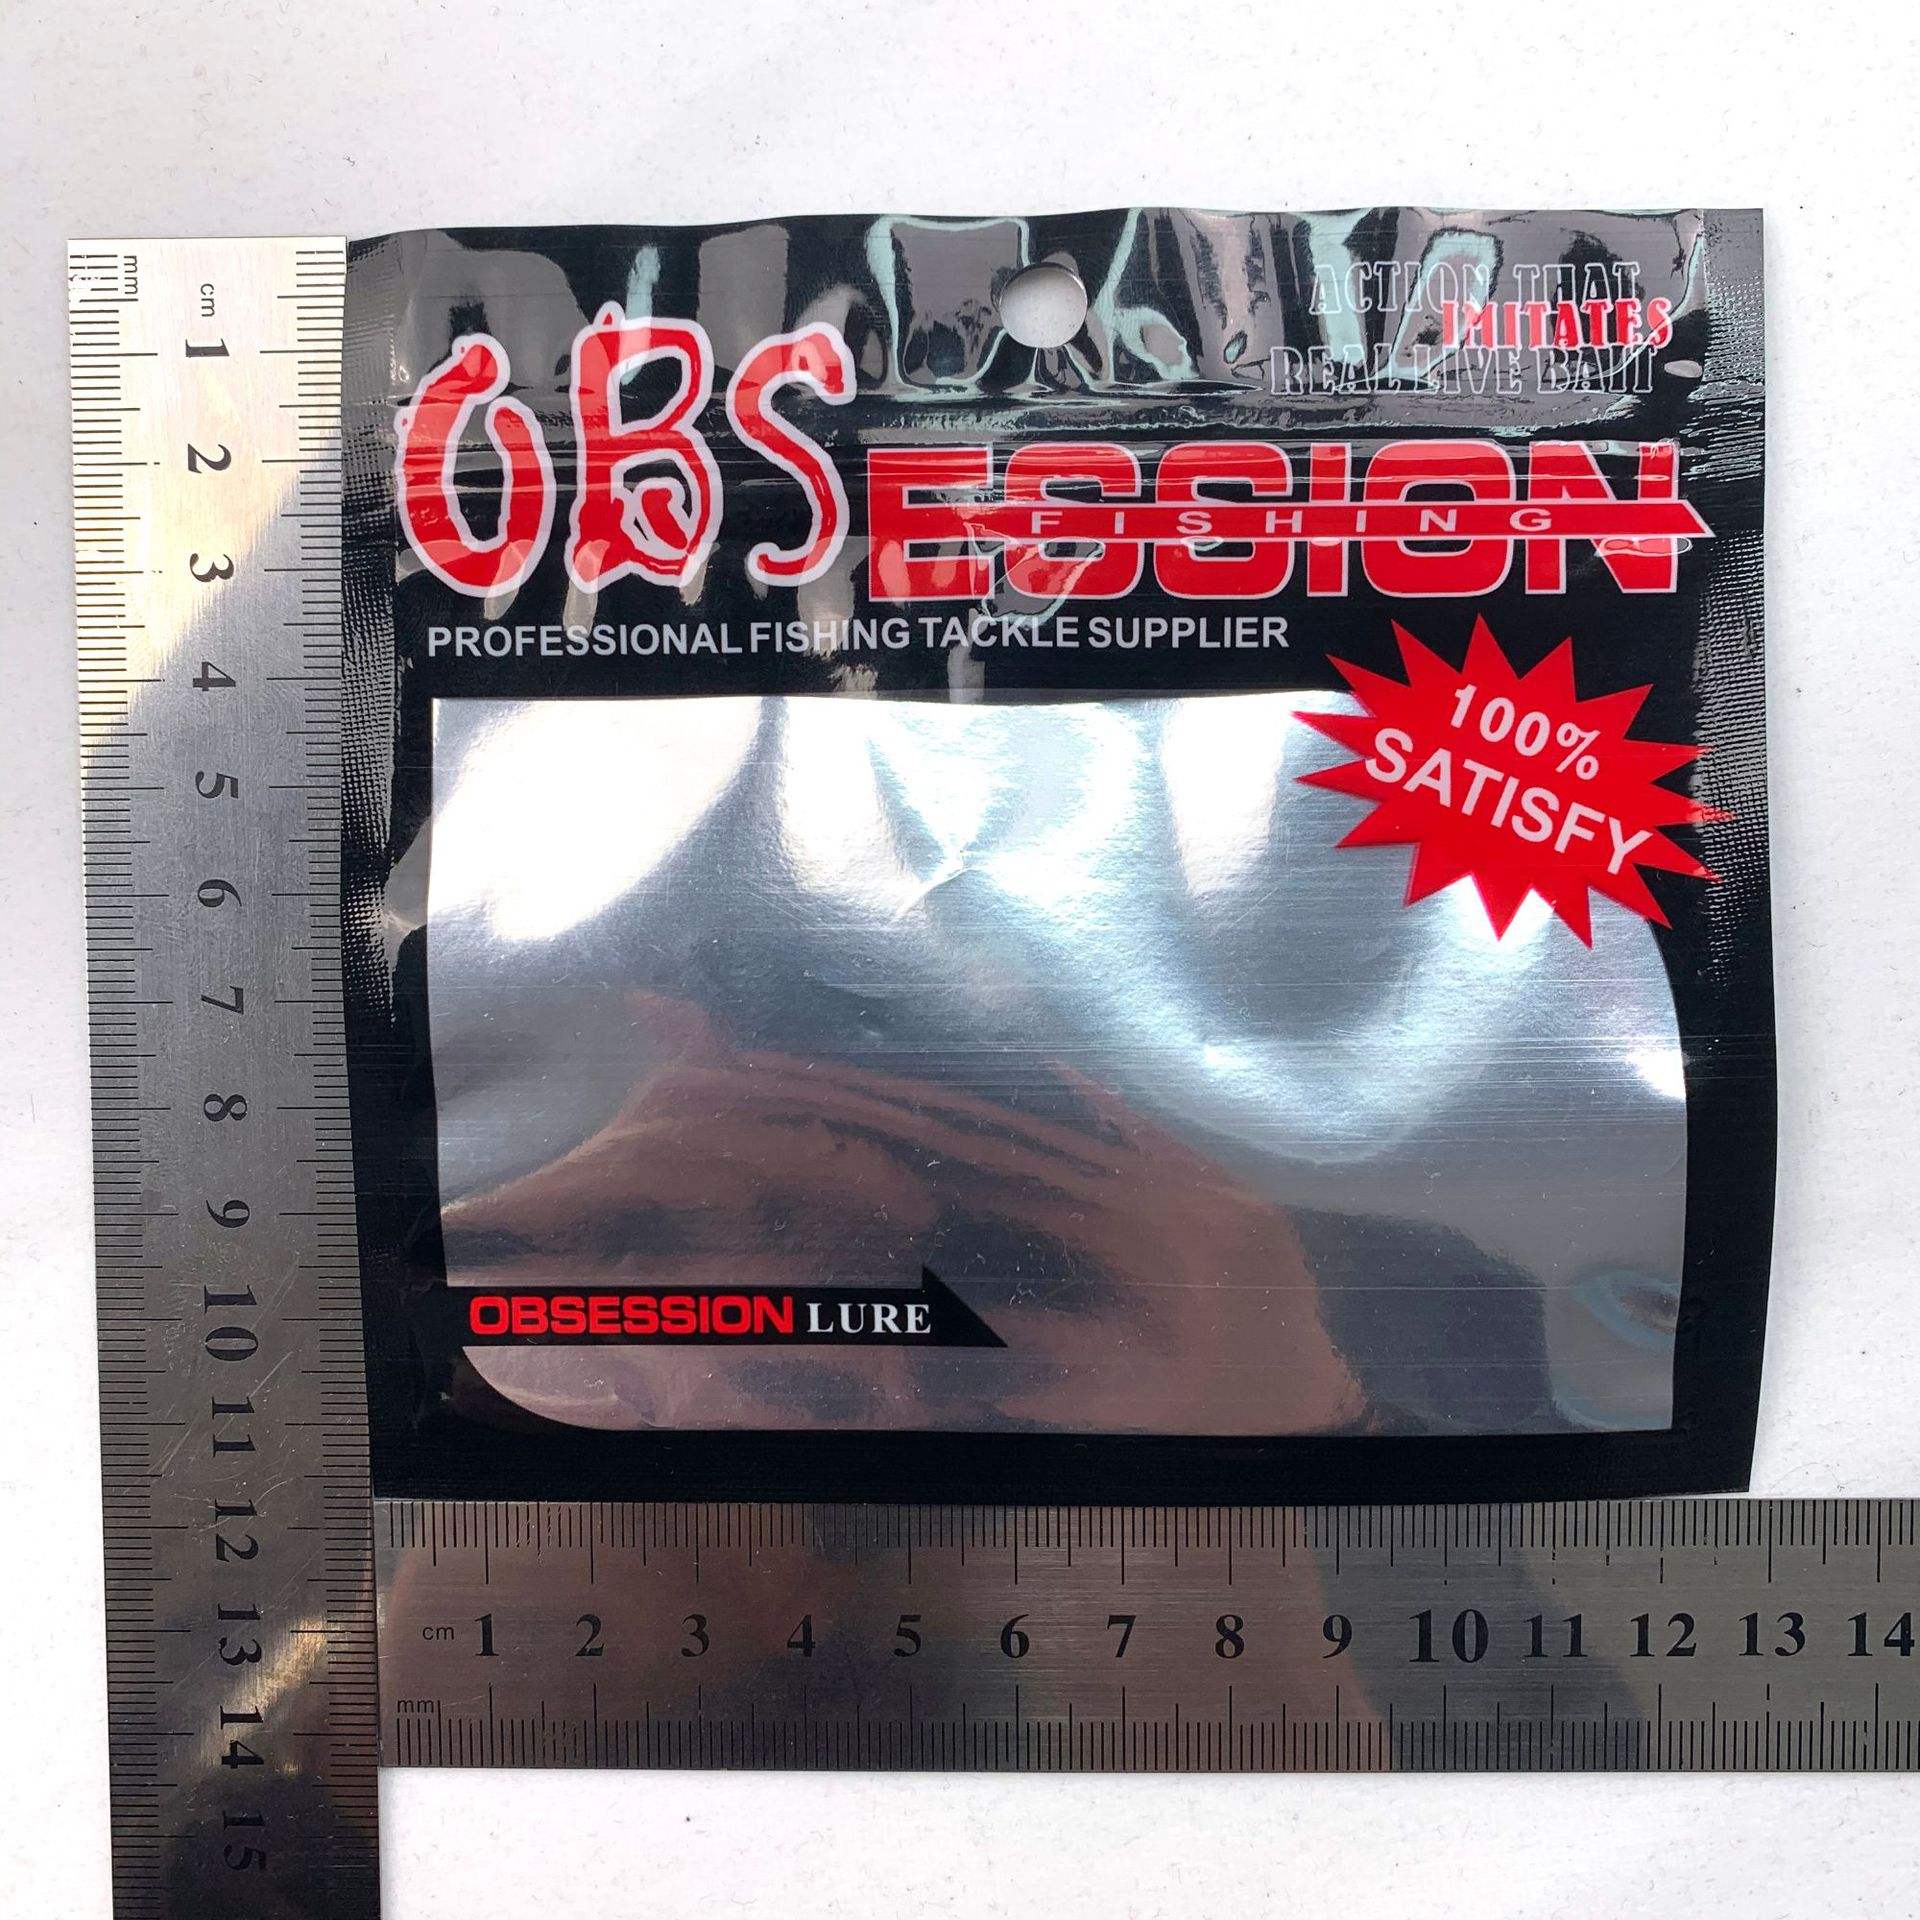 ACTION THAT
IMITATES
REAL LIVE BAIT
OBSESSION
FISHING
PROFESSIONAL FISHING TACKLE SUPPLIER
100%
SATISFY
OBSESSION LURE
mm
cm
1
2
3
4
5
6
7
8
9
10
11
12
13
14
15
cm 1 2 3 4 5 6 7 8 9 10 11 12 13 14
mm